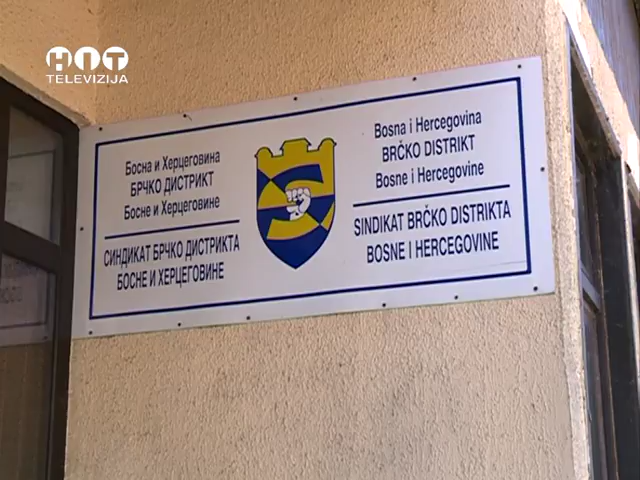 HIT
TELEVIZIJA
Босна и Херцеговина
БРЧКО ДИСТРИКТ
Босне и Херцеговине
СИНДИКАТ БРЧКО ДИСТРИКТА
БОСНЕ И ХЕРЦЕГОВИНЕ
Bosna i Hercegovina
BRČKO DISTRIKT
Bosne i Hercegovine
SINDIKAT BRČKO DISTRIKTA
BOSNE I HERCEGOVINE